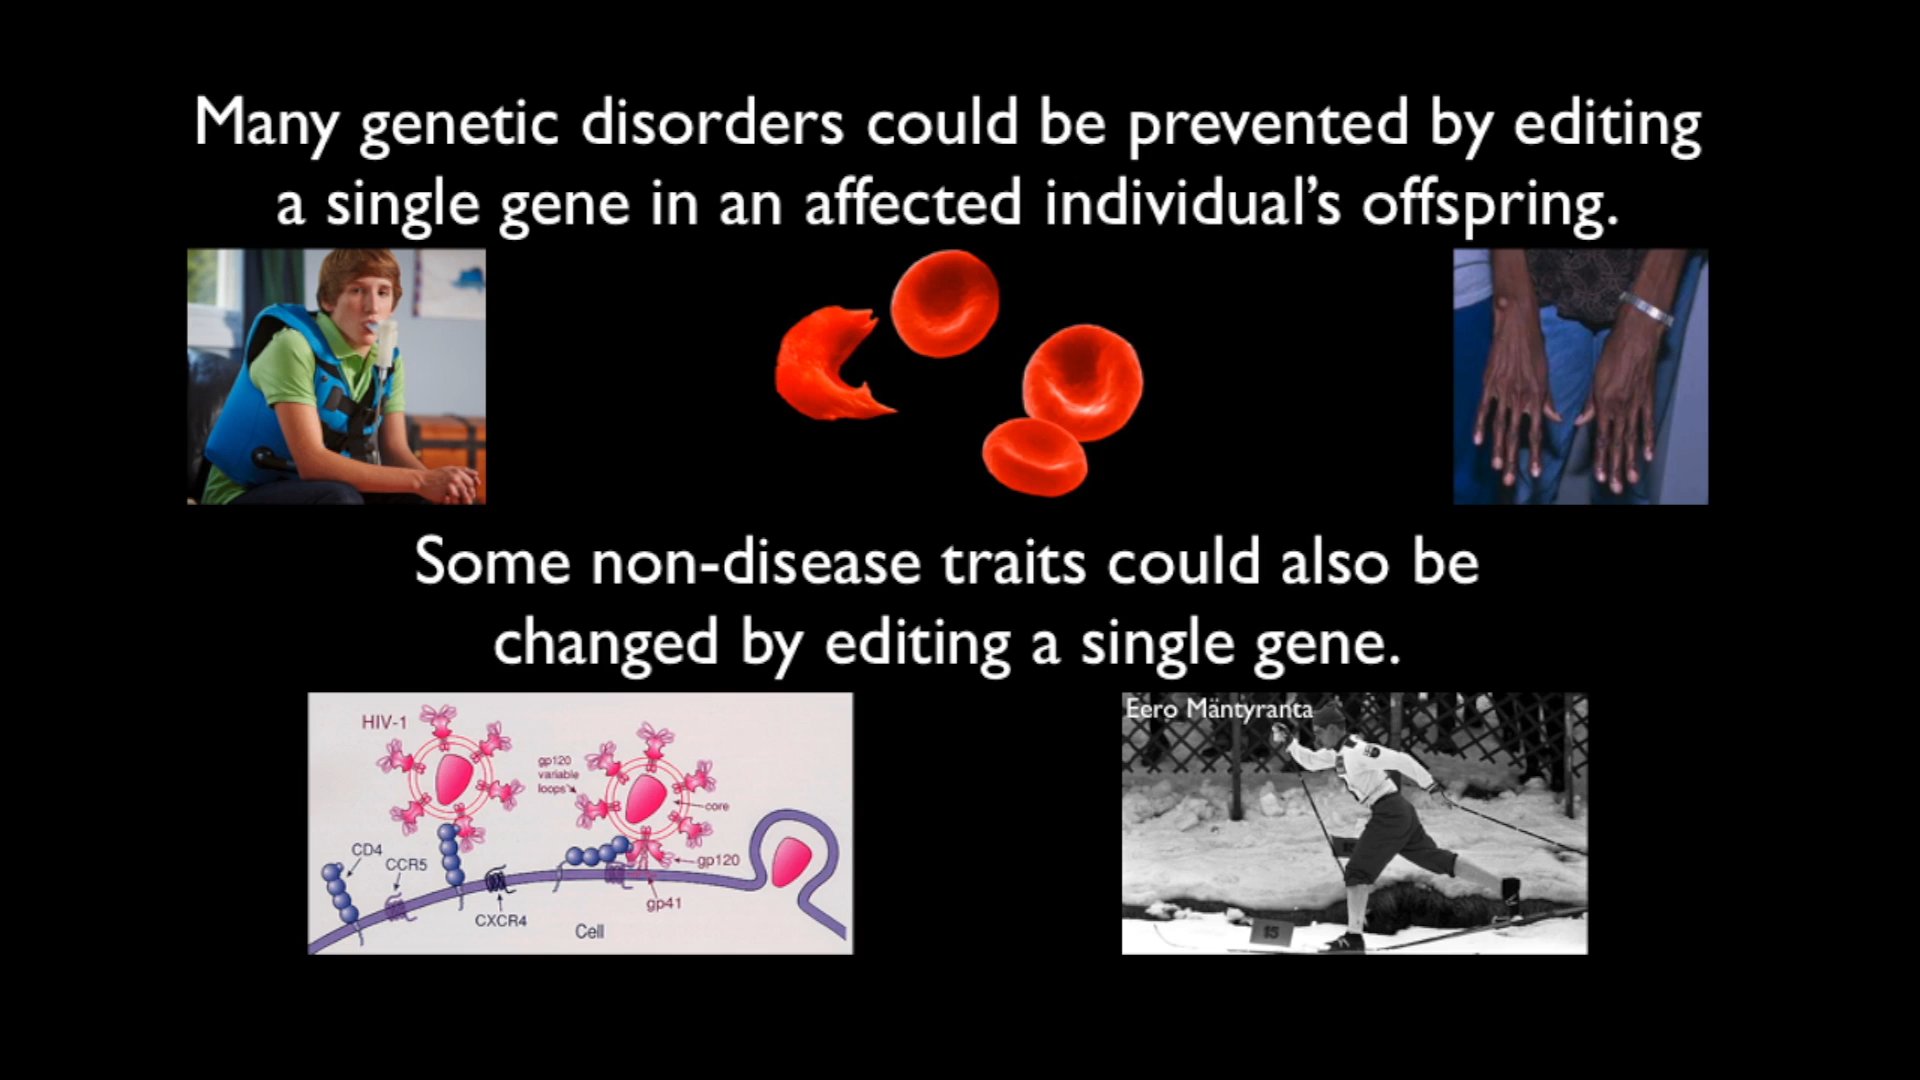 Many genetic disorders could be prevented by editing
a single gene in an affected individual's offspring.
Some non-disease traits could also be
changed by editing a single gene.
HIV-1
gp120
variable
loops
core
gp120
gp41
CD4
CCR5
CXCR4
Cell
Eero Mäntyranta
15